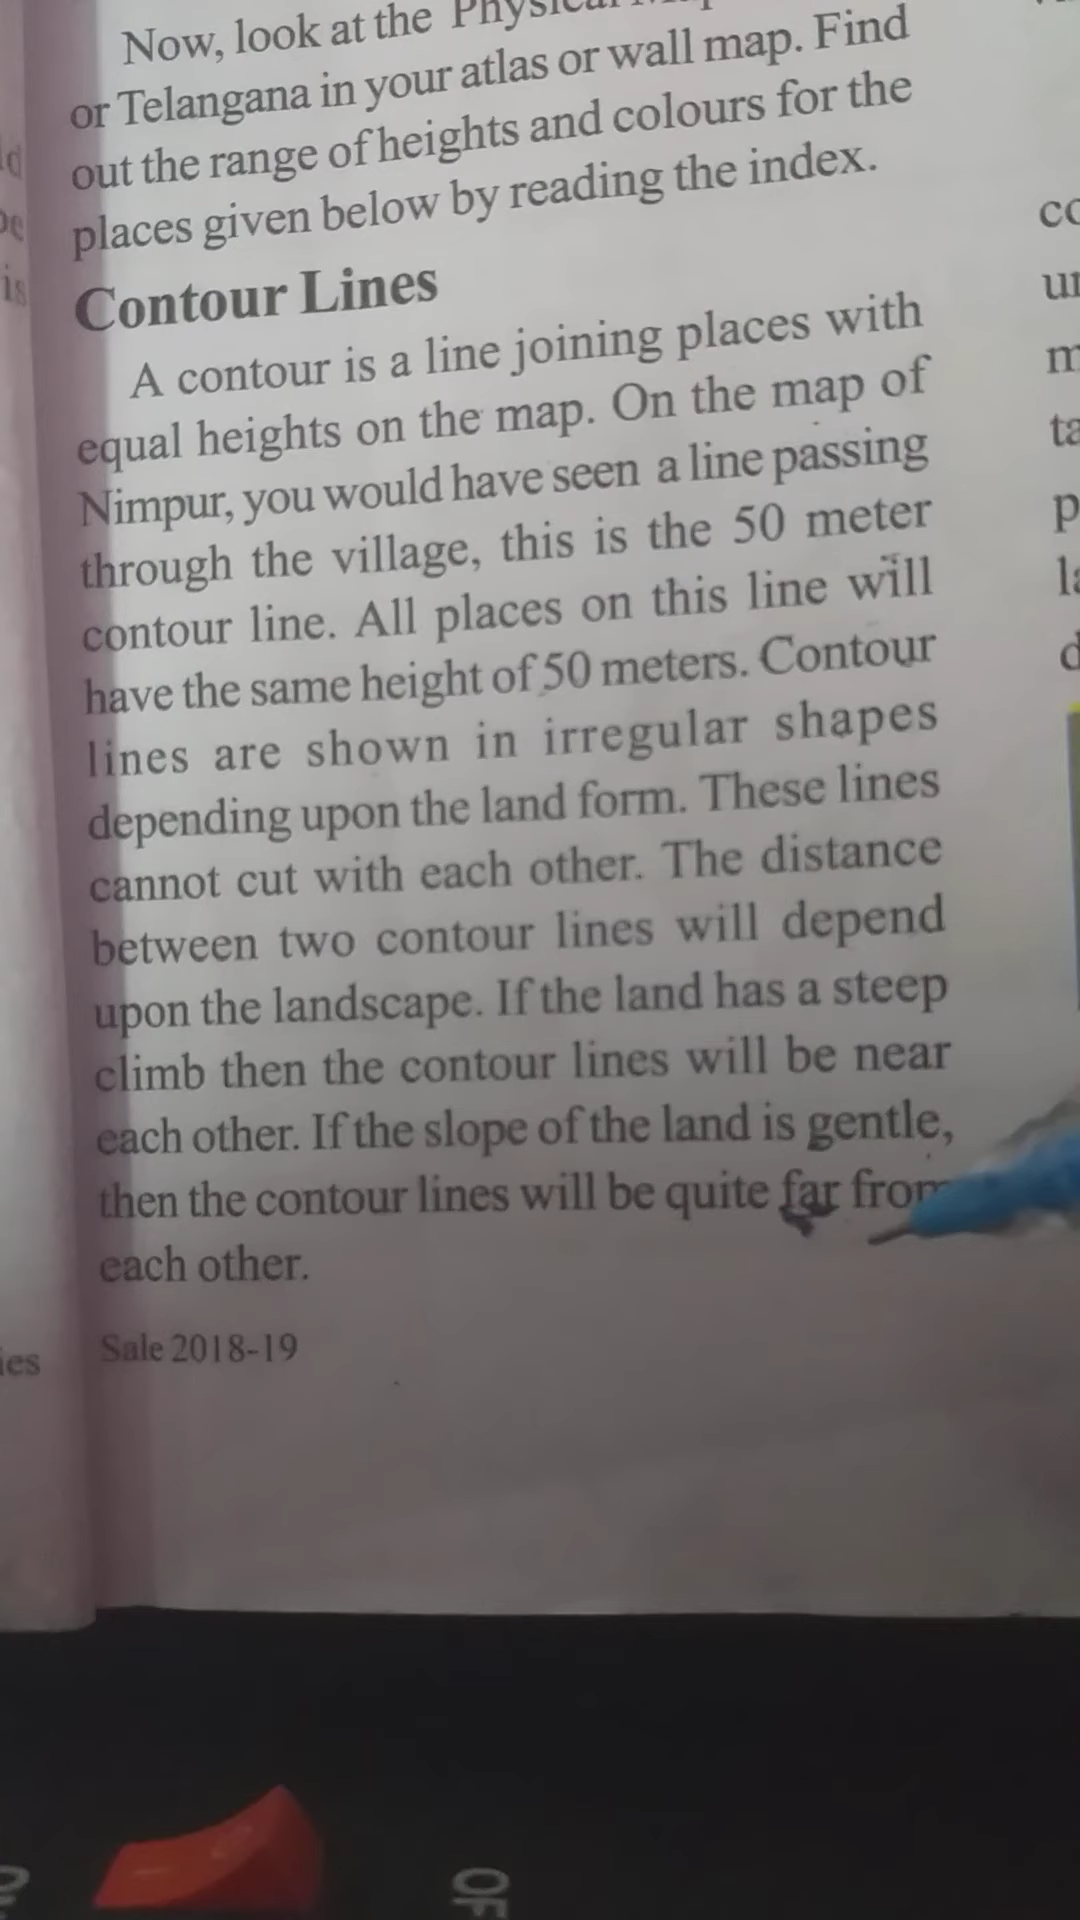 Now, look at the
or Telangana in your atlas or wall map. Find
out the range of heights and colours for the
places given below by reading the index.
Contour Lines
A contour is a line joining places with
equal heights on the map. On the map of
Nimpur, you would have seen a line passing
through the village, this is the 50 meter
contour line. All places on this line will
have the same height of 50 meters. Contour
lines are shown in irregular shapes
depending upon the land form. These lines
cannot cut with each other. The distance
between two contour lines will depend
upon the landscape. If the land has a steep
climb then the contour lines will be near
each other. If the slope of the land is gentle,
then the contour lines will be quite far from
each other.
Sale 2018-19